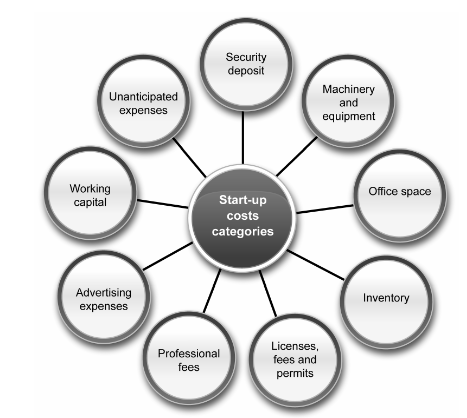 Security
deposit
Machinery
and
equipment
Office space
Inventory
Licenses,
fees and
permits
Professional
fees
Advertising
expenses
Working
capital
Unanticipated
expenses
Start-up
costs
categories